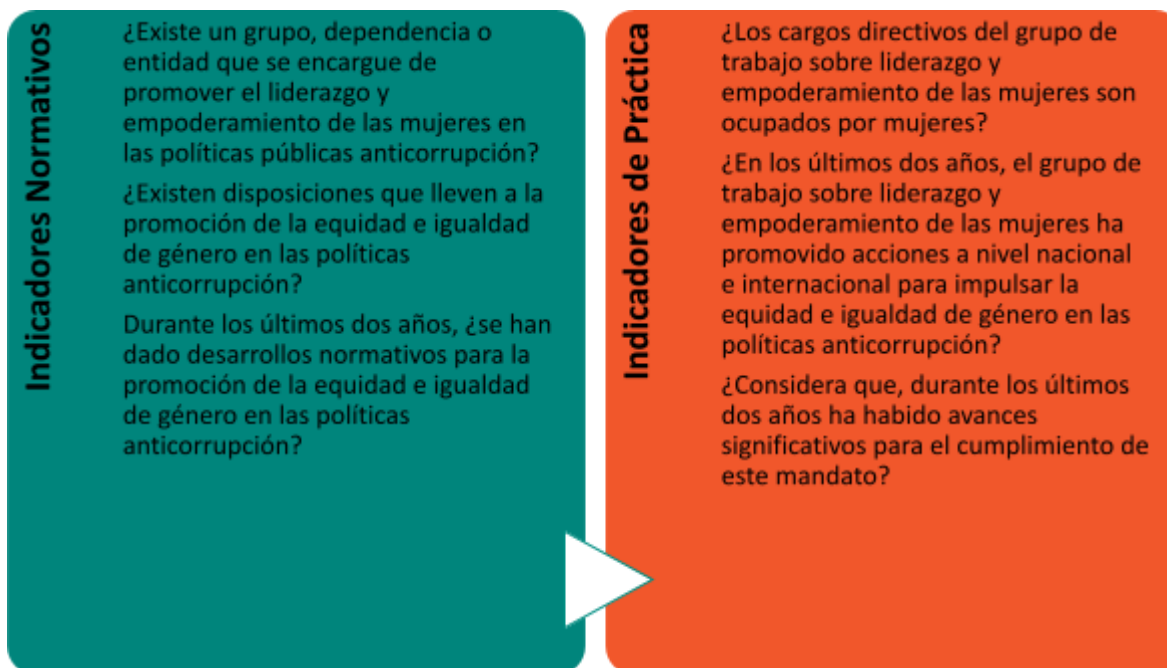 Indicadores Normativos
¿Existe un grupo, dependencia o
entidad que se encargue de
promover el liderazgo y
empoderamiento de las mujeres en
las políticas públicas anticorrupción?
¿Existen disposiciones que lleven a la
promoción de la equidad e igualdad
de género en las políticas
anticorrupción?
Durante los últimos dos años, ¿se han
dado desarrollos normativos para la
promoción de la equidad e igualdad
de género en las políticas
anticorrupción?
Indicadores de Práctica
¿Los cargos directivos del grupo de
trabajo sobre liderazgo y
empoderamiento de las mujeres son
ocupados por mujeres?
¿En los últimos dos años, el grupo de
trabajo sobre liderazgo y
empoderamiento de las mujeres ha
promovido acciones a nivel nacional
e internacional para impulsar la
equidad e igualdad de género en las
políticas anticorrupción?
¿Considera que, durante los últimos
dos años ha habido avances
significativos para el cumplimiento de
este mandato?